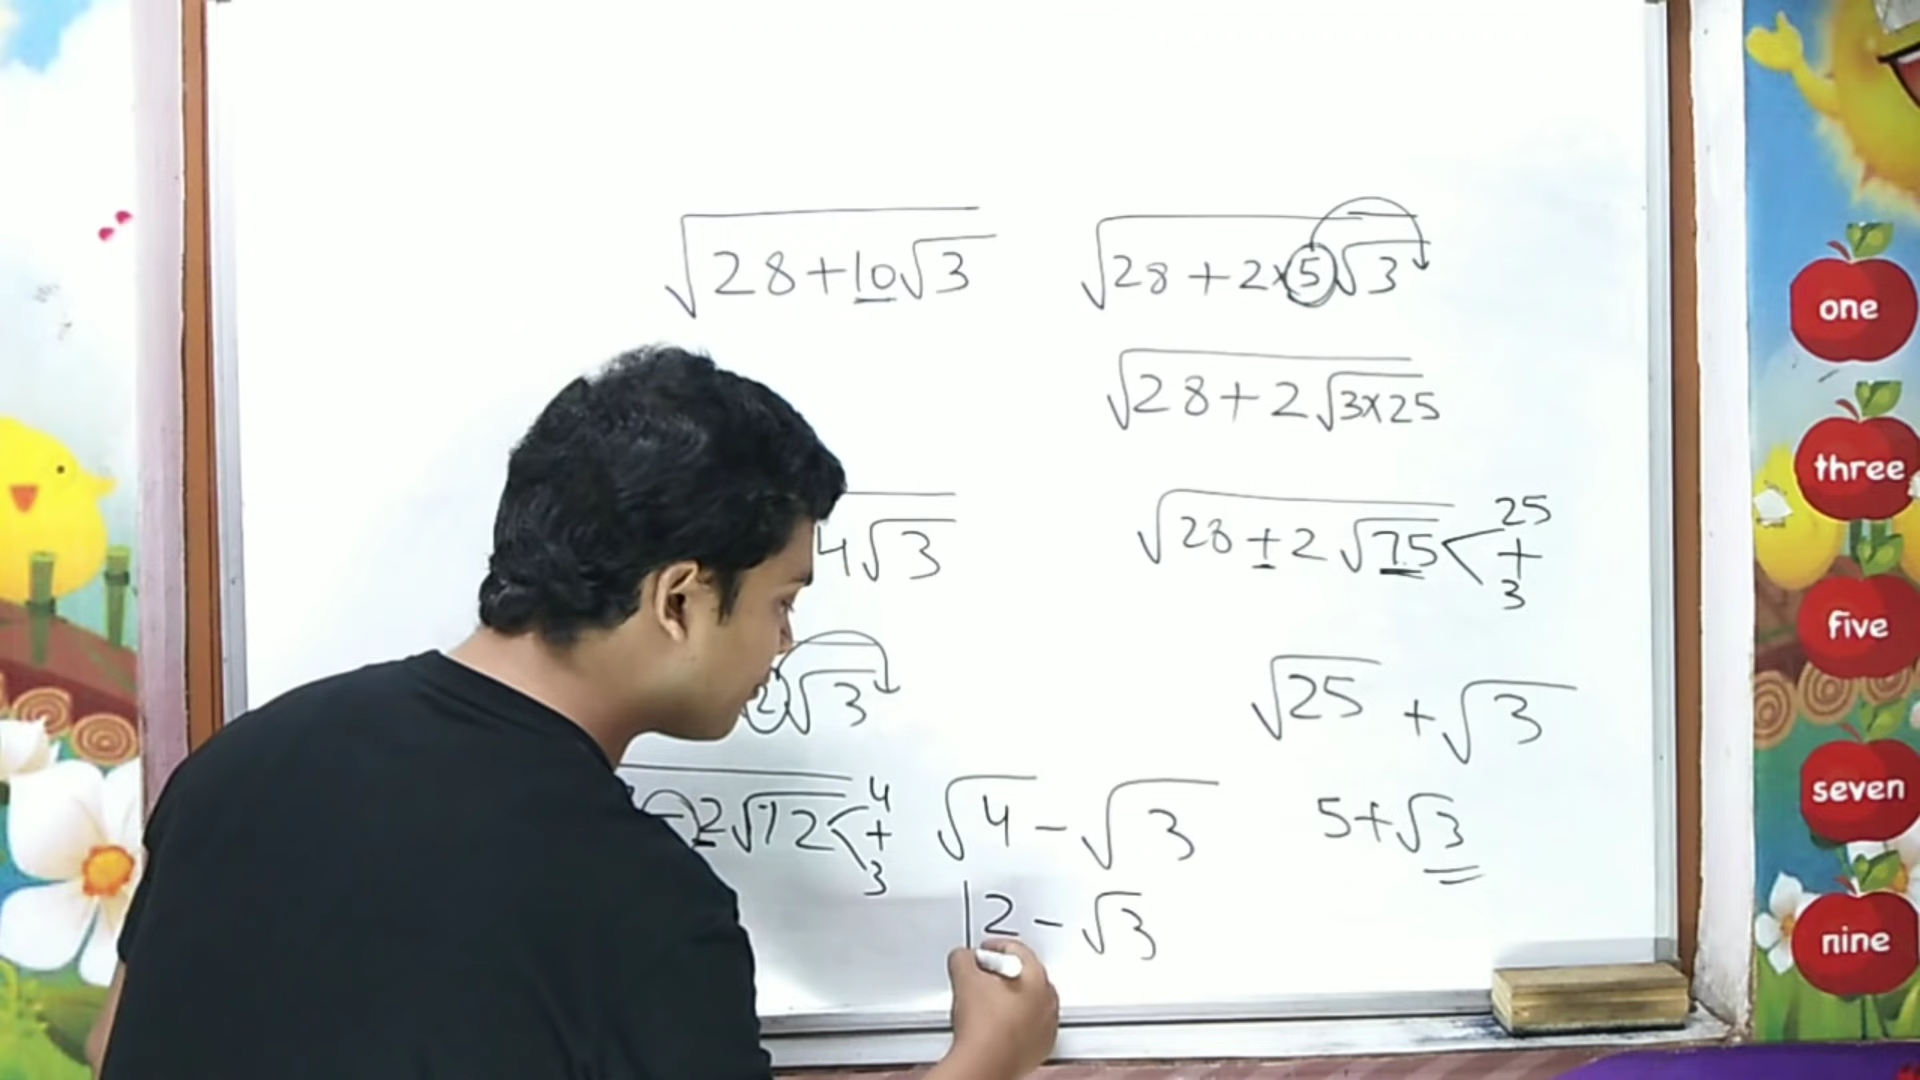 √28+10√3
√28+2×5√3
√28+2√3×25
4√3
√28±2√75 < 25 + 3
2√3
√25 + √3
-2√12 < 4 + 3
√4 - √3
5+√3
|2 - √3
one
three
five
seven
nine